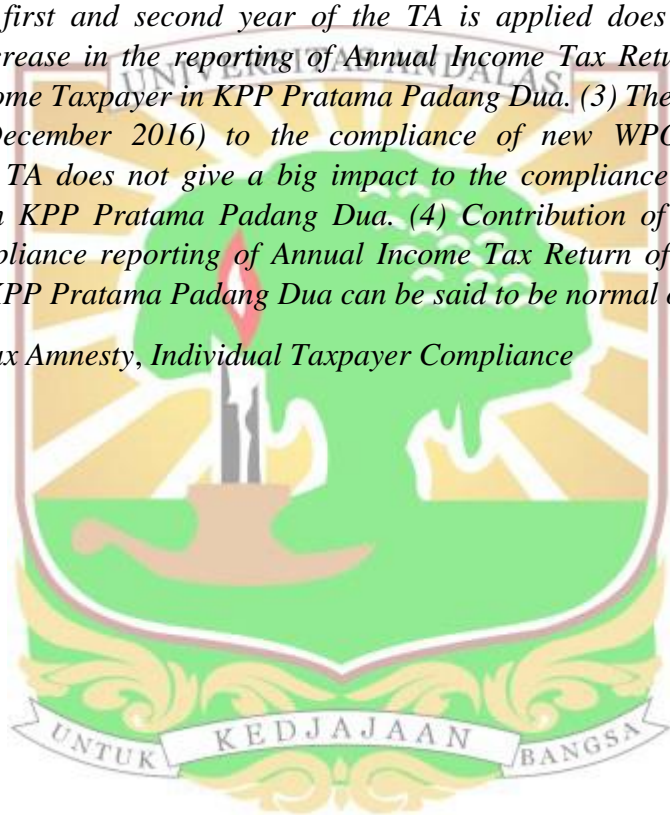 first and second year of the TA is applied does
crease in the reporting of Annual Income Tax Retu
ome Taxpayer in KPP Pratama Padang Dua. (3) The
December 2016) to the compliance of new WPO
TA does not give a big impact to the compliance
KPP Pratama Padang Dua. (4) Contribution of
pliance reporting of Annual Income Tax Return of
KPP Pratama Padang Dua can be said to be normal
ax Amnesty, Individual Taxpayer Compliance
UNIVERSITAS ANDALAS
UNTUK KEDJAJAAN BANGSA